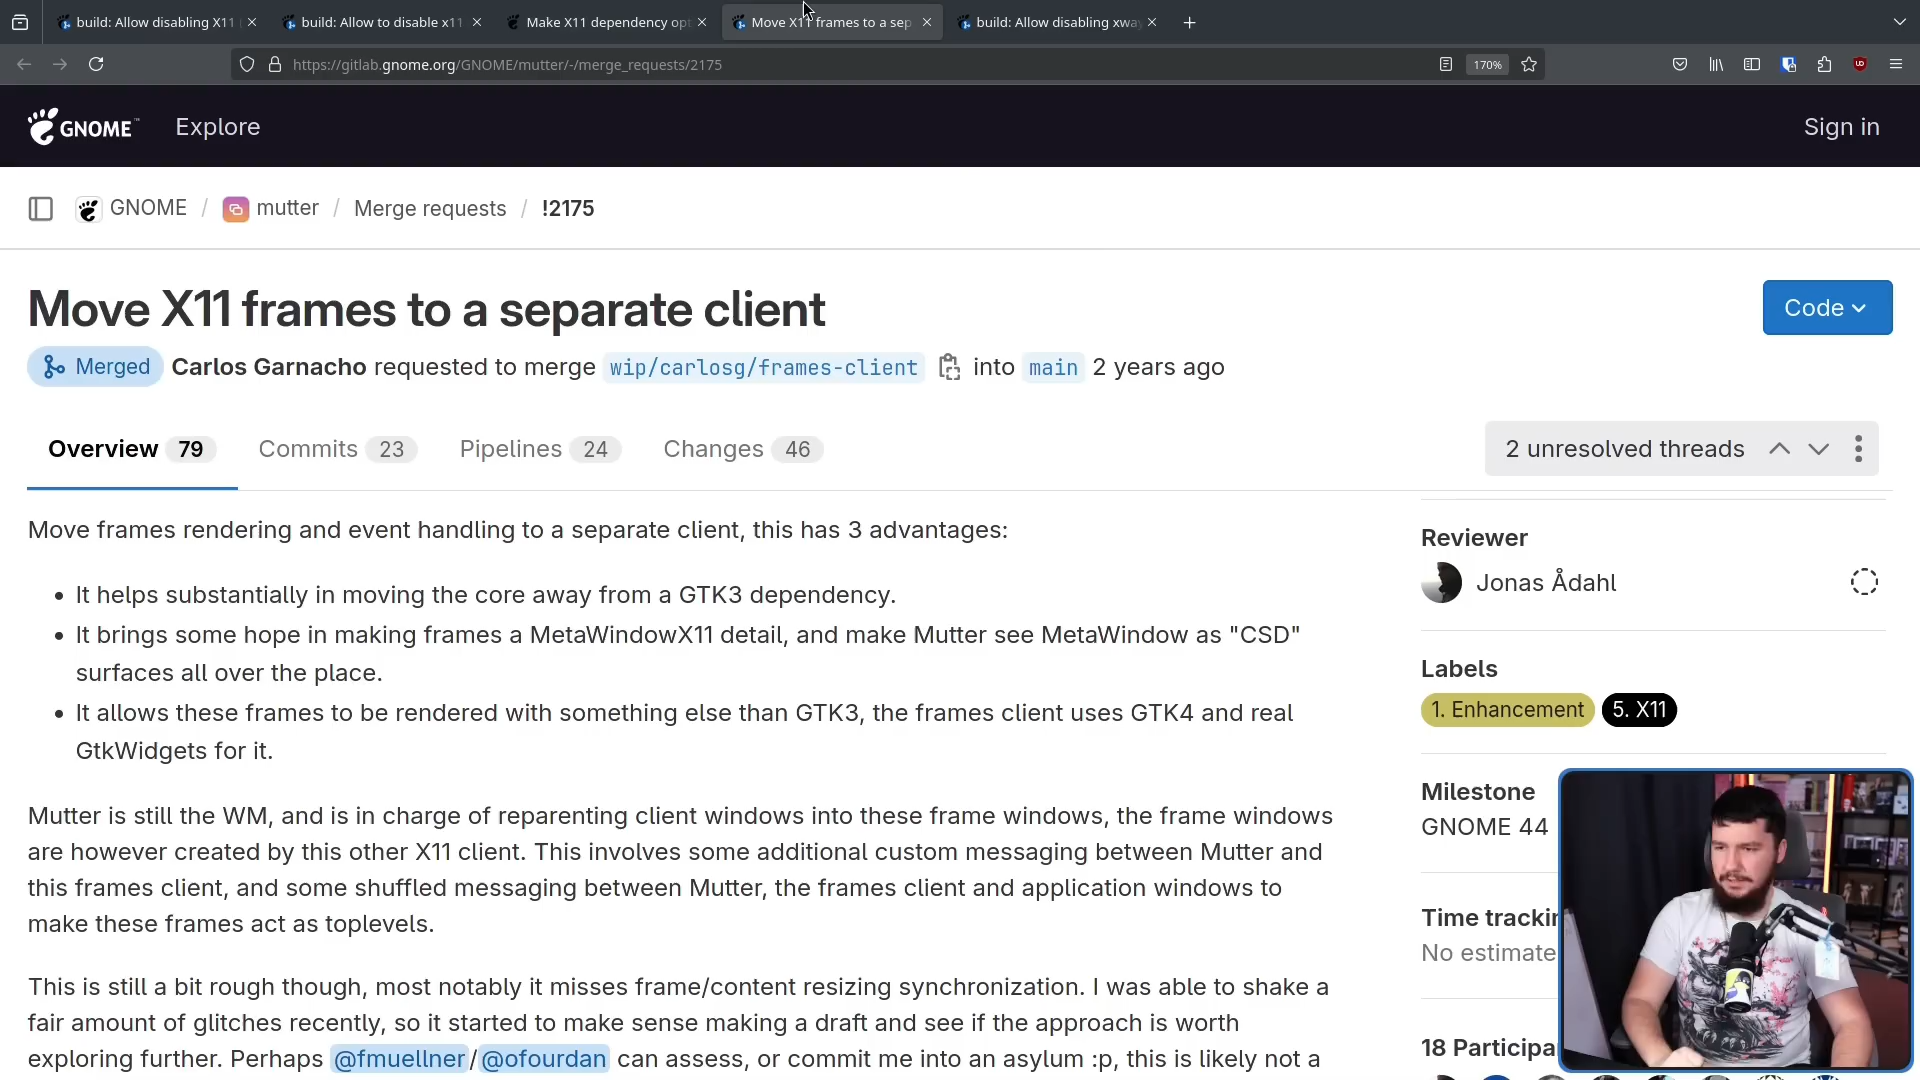 build: Allow disabling X11
build: Allow to disable x11
Make X11 dependency opt
Move X11 frames to a sep
build: Allow disabling xway
https://gitlab.gnome.org/GNOME/mutter/-/merge_requests/2175
170%
GNOME
Explore
Sign in
GNOME / mutter / Merge requests / !2175
Move X11 frames to a separate client
Code
Merged Carlos Garnacho requested to merge wip/carlosg/frames-client into main 2 years ago
Overview 79 Commits 23 Pipelines 24 Changes 46
2 unresolved threads
Move frames rendering and event handling to a separate client, this has 3 advantages:
• It helps substantially in moving the core away from a GTK3 dependency.
• It brings some hope in making frames a MetaWindowX11 detail, and make Mutter see MetaWindow as "CSD"
surfaces all over the place.
• It allows these frames to be rendered with something else than GTK3, the frames client uses GTK4 and real
GtkWidgets for it.
Mutter is still the WM, and is in charge of reparenting client windows into these frame windows, the frame windows
are however created by this other X11 client. This involves some additional custom messaging between Mutter and
this frames client, and some shuffled messaging between Mutter, the frames client and application windows to
make these frames act as toplevels.
This is still a bit rough though, most notably it misses frame/content resizing synchronization. I was able to shake a
fair amount of glitches recently, so it started to make sense making a draft and see if the approach is worth
exploring further. Perhaps @fmuellner/@ofourdan can assess, or commit me into an asylum :p, this is likely not a
Reviewer
Jonas Ådahl
Labels
1. Enhancement 5. X11
Milestone
GNOME 44
Time trackin
No estimate
18 Participa